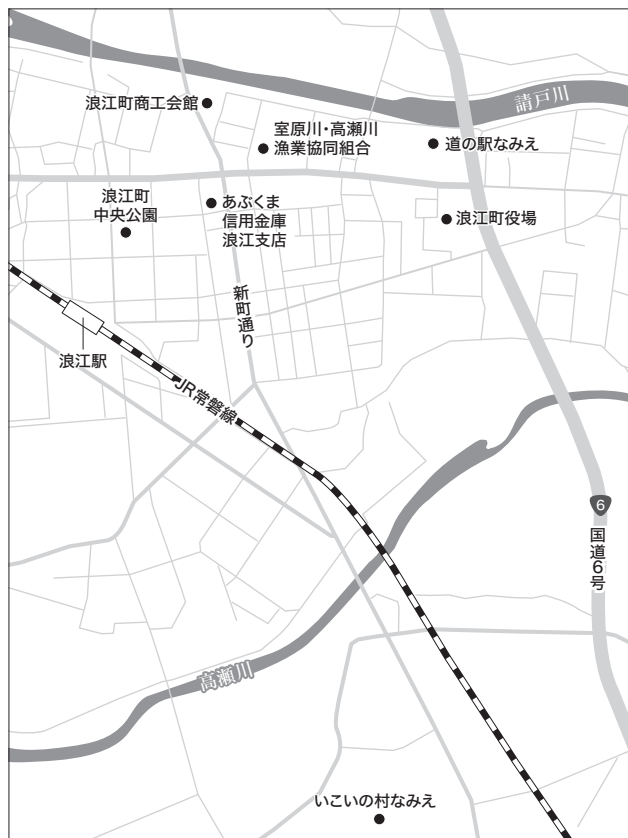 請戸川
浪江町商工会館
室原川・高瀬川
漁業協同組合
道の駅なみえ
浪江町
中央公園
あぶくま
信用金庫
浪江支店
浪江町役場
新町通り
浪江駅
JR常磐線
6
国道6号
高瀬川
いこいの村なみえ